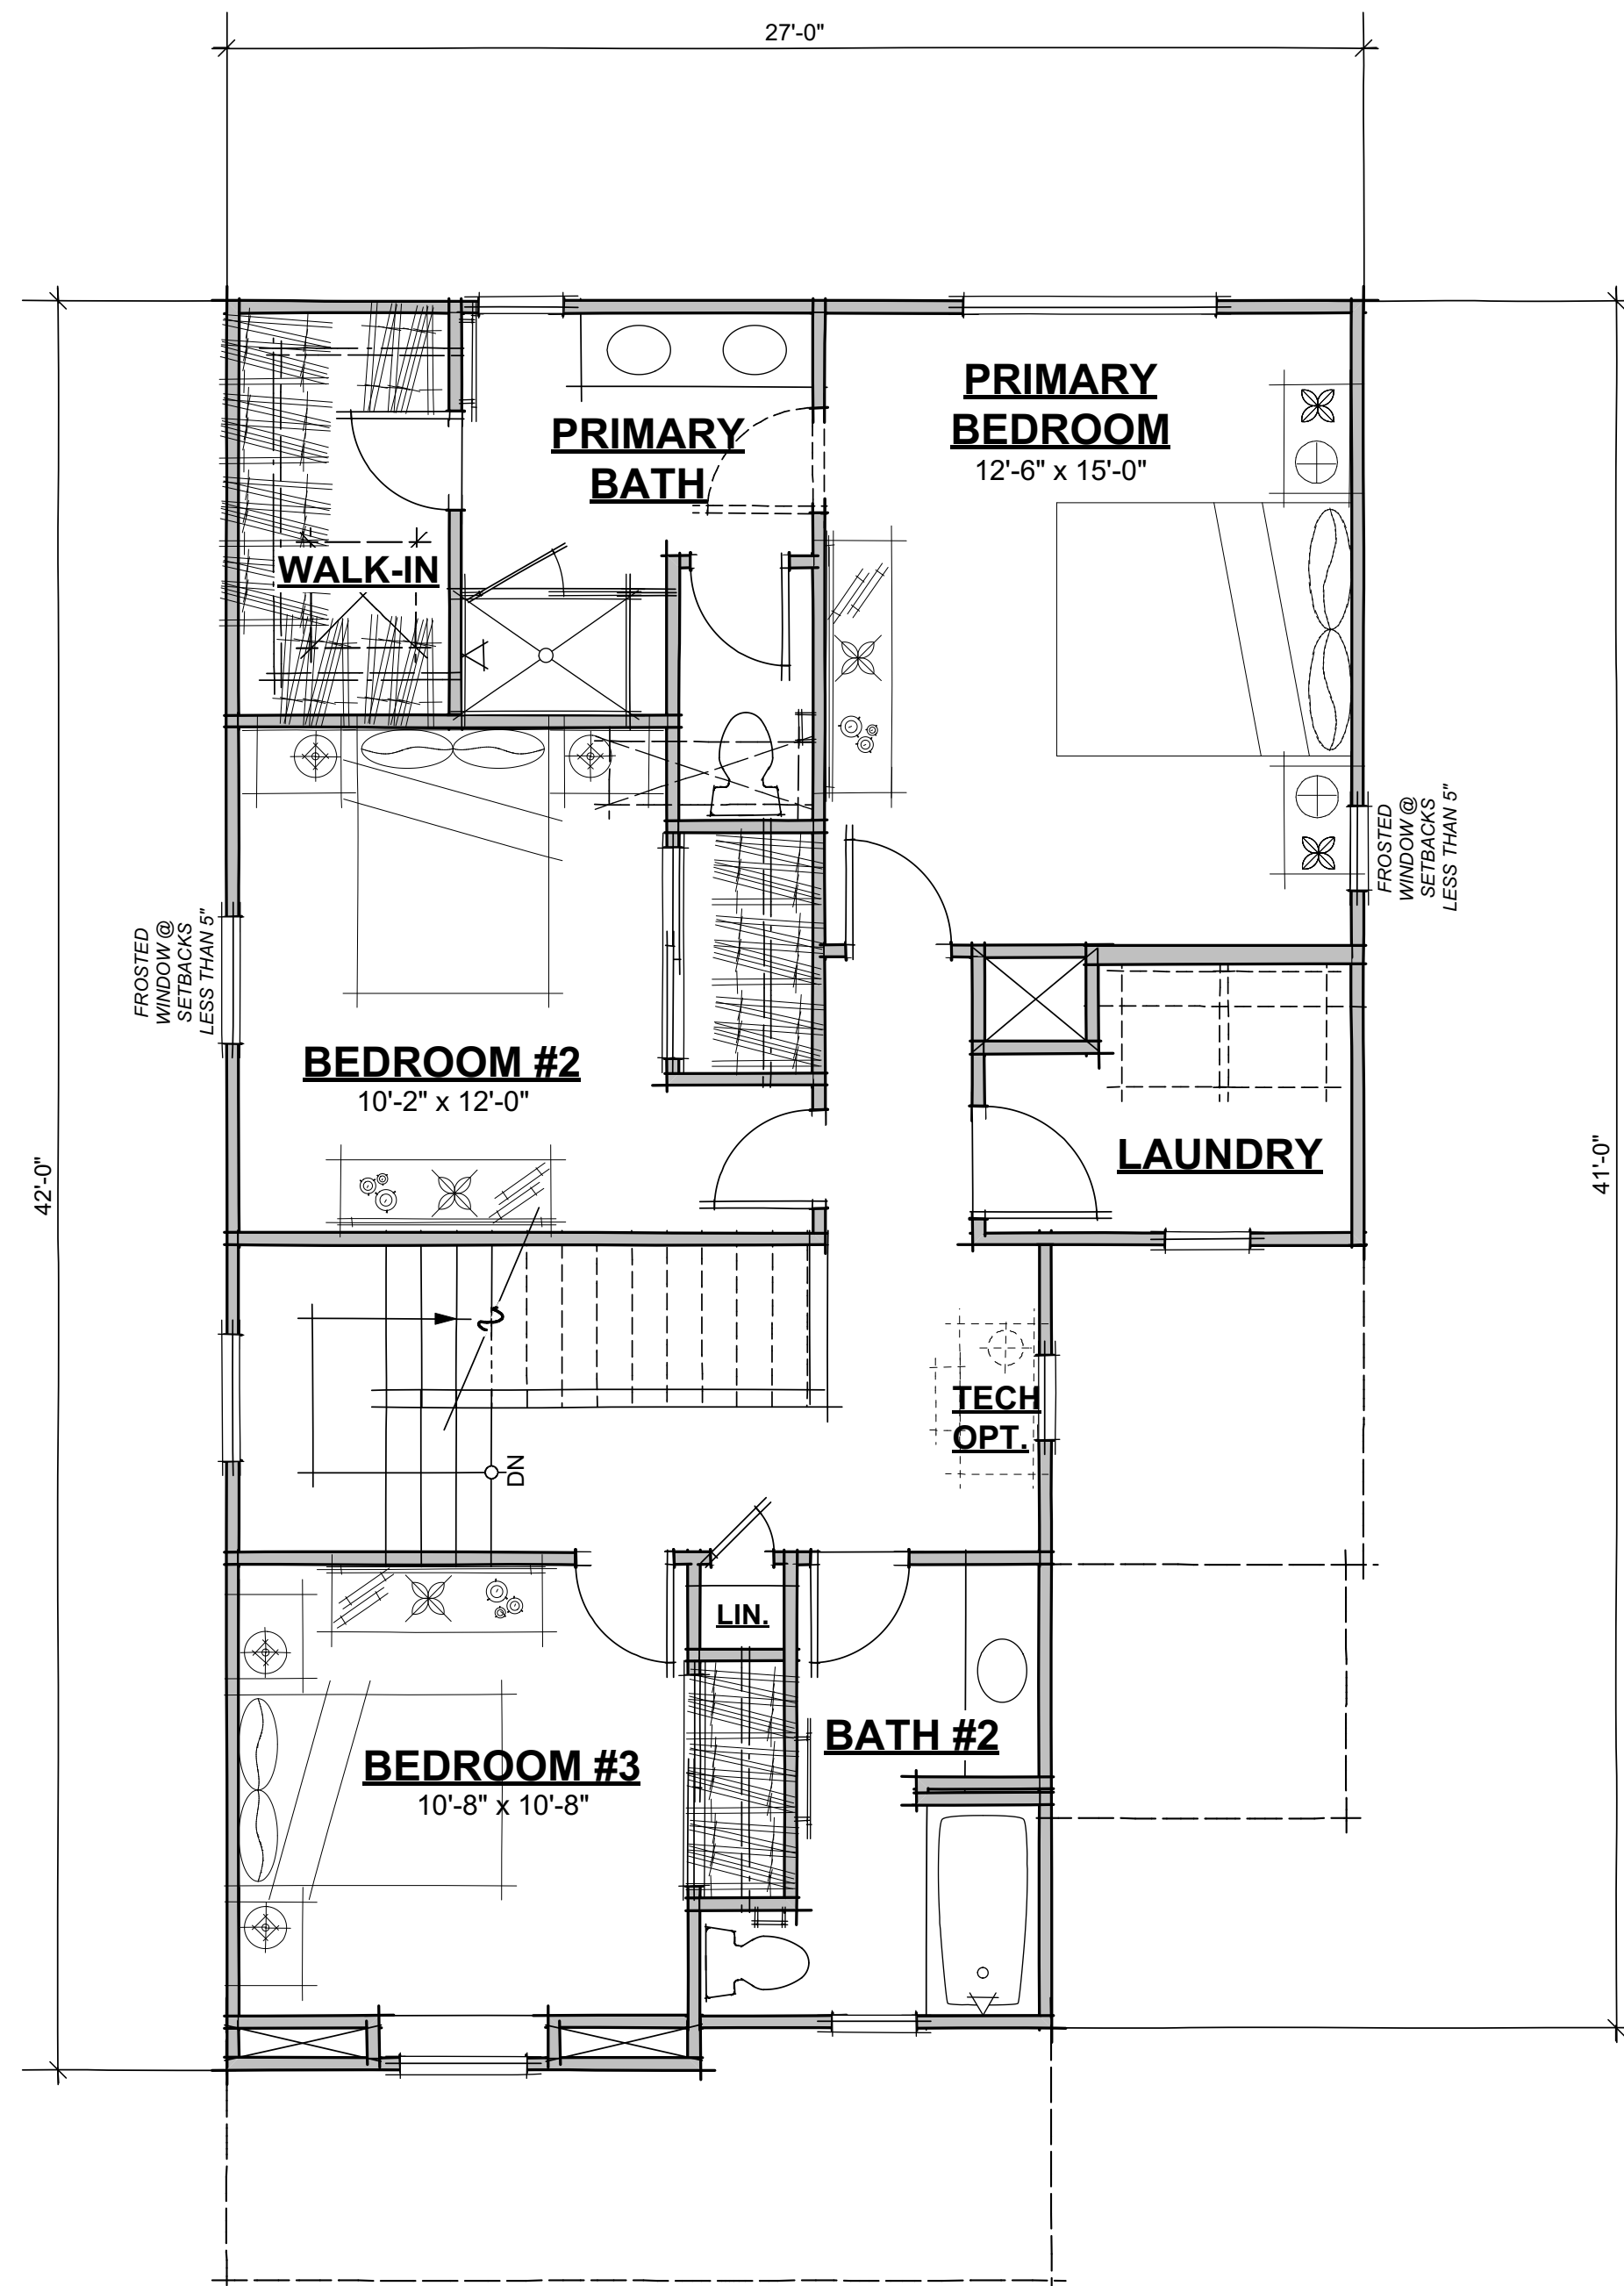 27'-0"
PRIMARY
BEDROOM
12'-6" x 15'-0"
PRIMARY
BATH
WALK-IN
FROSTED
WINDOW @
SETBACKS
LESS THAN 5"
FROSTED
WINDOW @
SETBACKS
LESS THAN 5"
BEDROOM #2
10'-2" x 12'-0"
LAUNDRY
42'-0"
41'-0"
TECH
OPT.
DN
LIN.
BATH #2
BEDROOM #3
10'-8" x 10'-8"